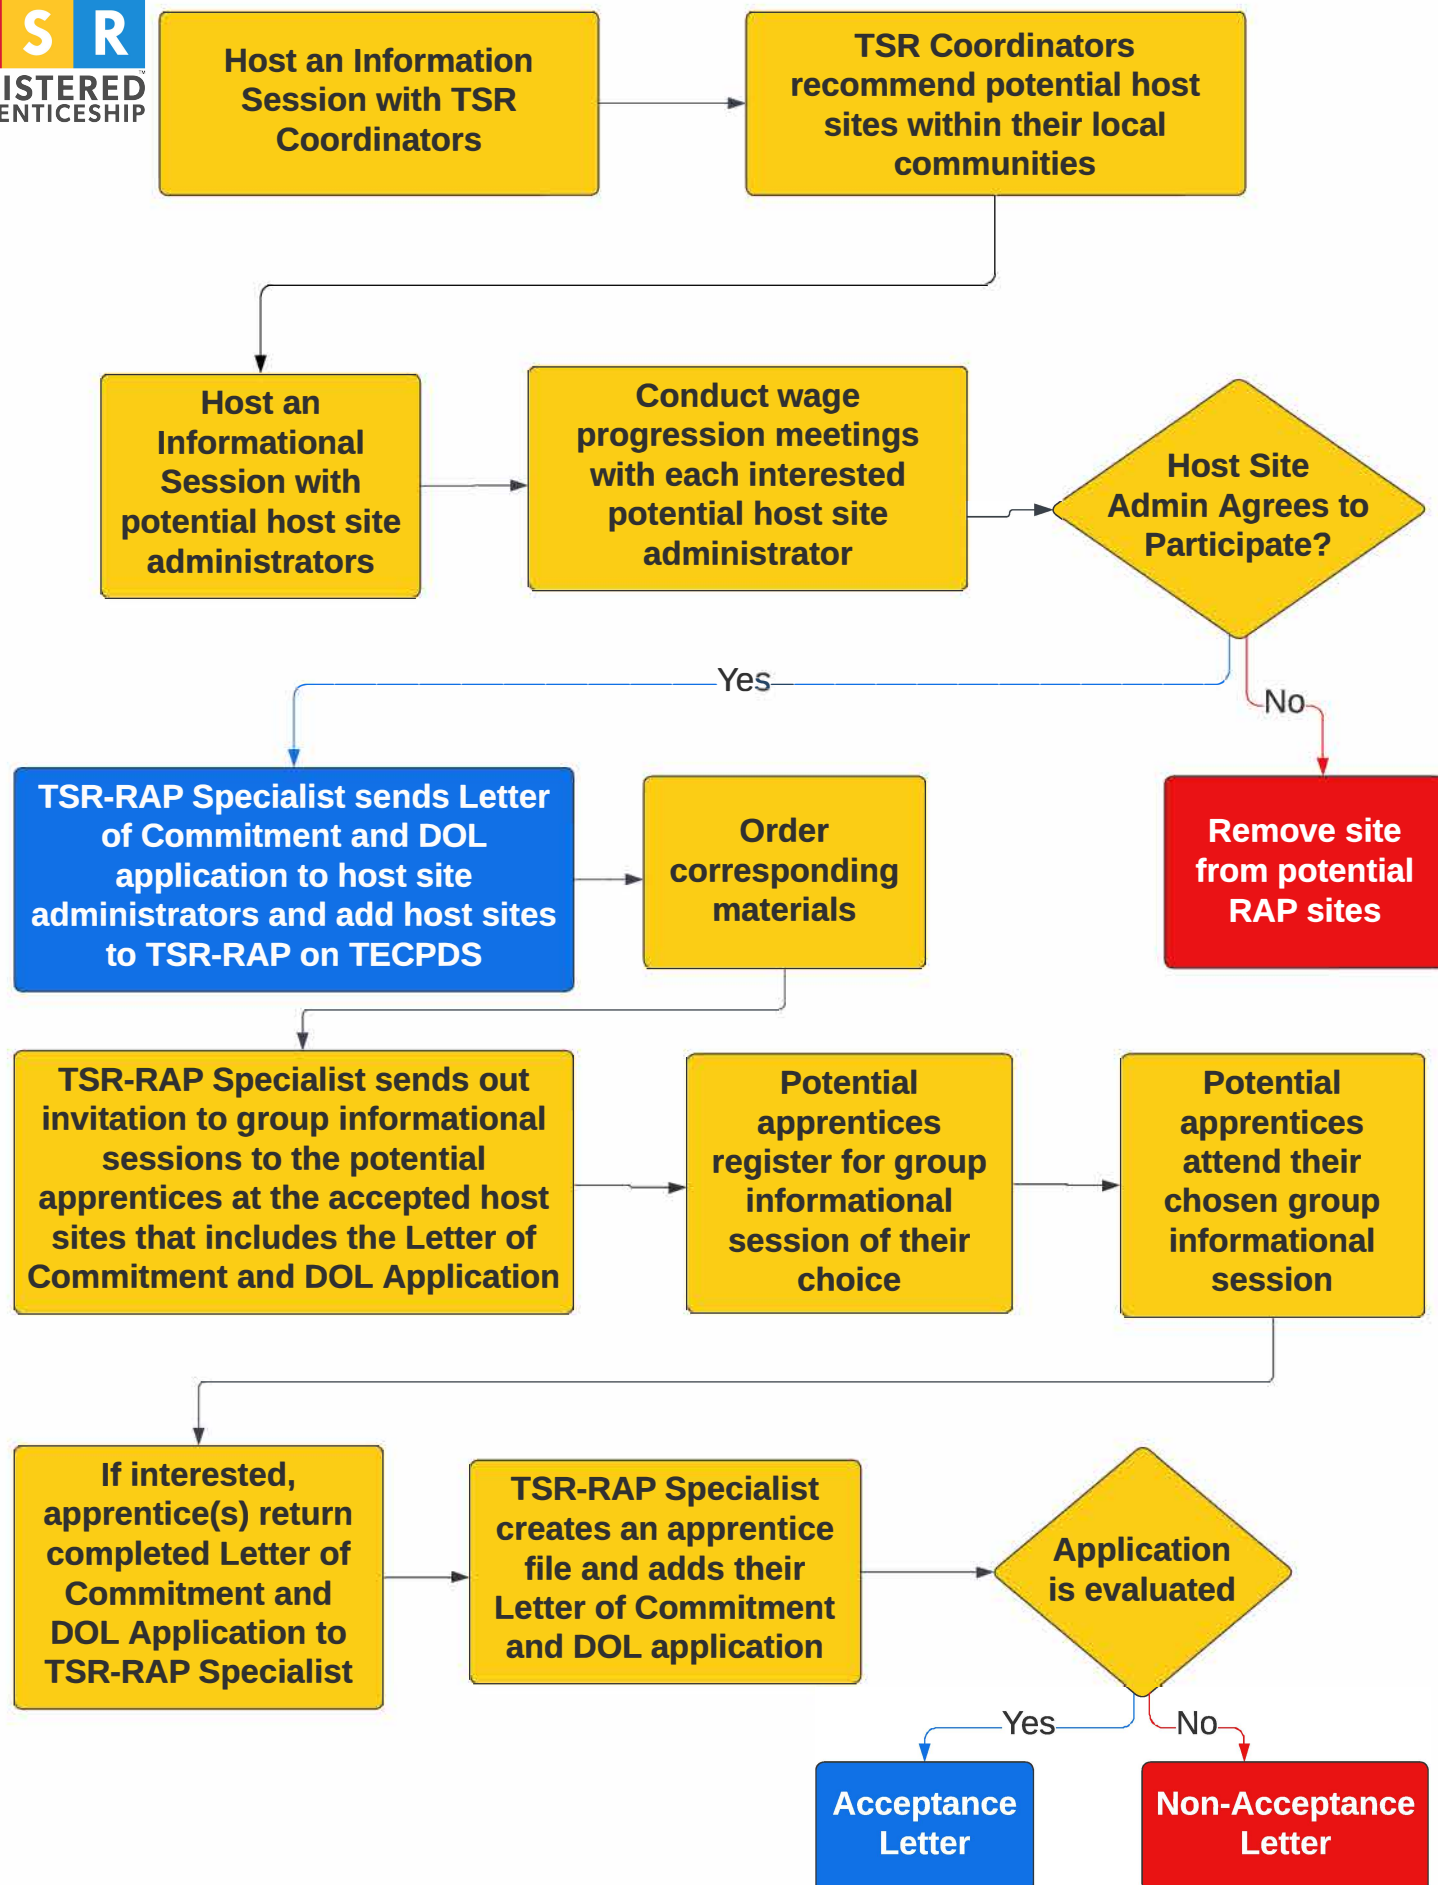 S R
ISTERED
ENTICESHIP
™
Host an Information
Session with TSR
Coordinators
TSR Coordinators
recommend potential host
sites within their local
communities
Host an
Informational
Session with
potential host site
administrators
Conduct wage
progression meetings
with each interested
potential host site
administrator
Host Site
Admin Agrees to
Participate?
Yes
No
TSR-RAP Specialist sends Letter
of Commitment and DOL
application to host site
administrators and add host sites
to TSR-RAP on TECPDS
Order
corresponding
materials
Remove site
from potential
RAP sites
TSR-RAP Specialist sends out
invitation to group informational
sessions to the potential
apprentices at the accepted host
sites that includes the Letter of
Commitment and DOL Application
Potential
apprentices
register for group
informational
session of their
choice
Potential
apprentices
attend their
chosen group
informational
session
If interested,
apprentice(s) return
completed Letter of
Commitment and
DOL Application to
TSR-RAP Specialist
TSR-RAP Specialist
creates an apprentice
file and adds their
Letter of Commitment
and DOL application
Application
is evaluated
Yes
No
Acceptance
Letter
Non-Acceptance
Letter